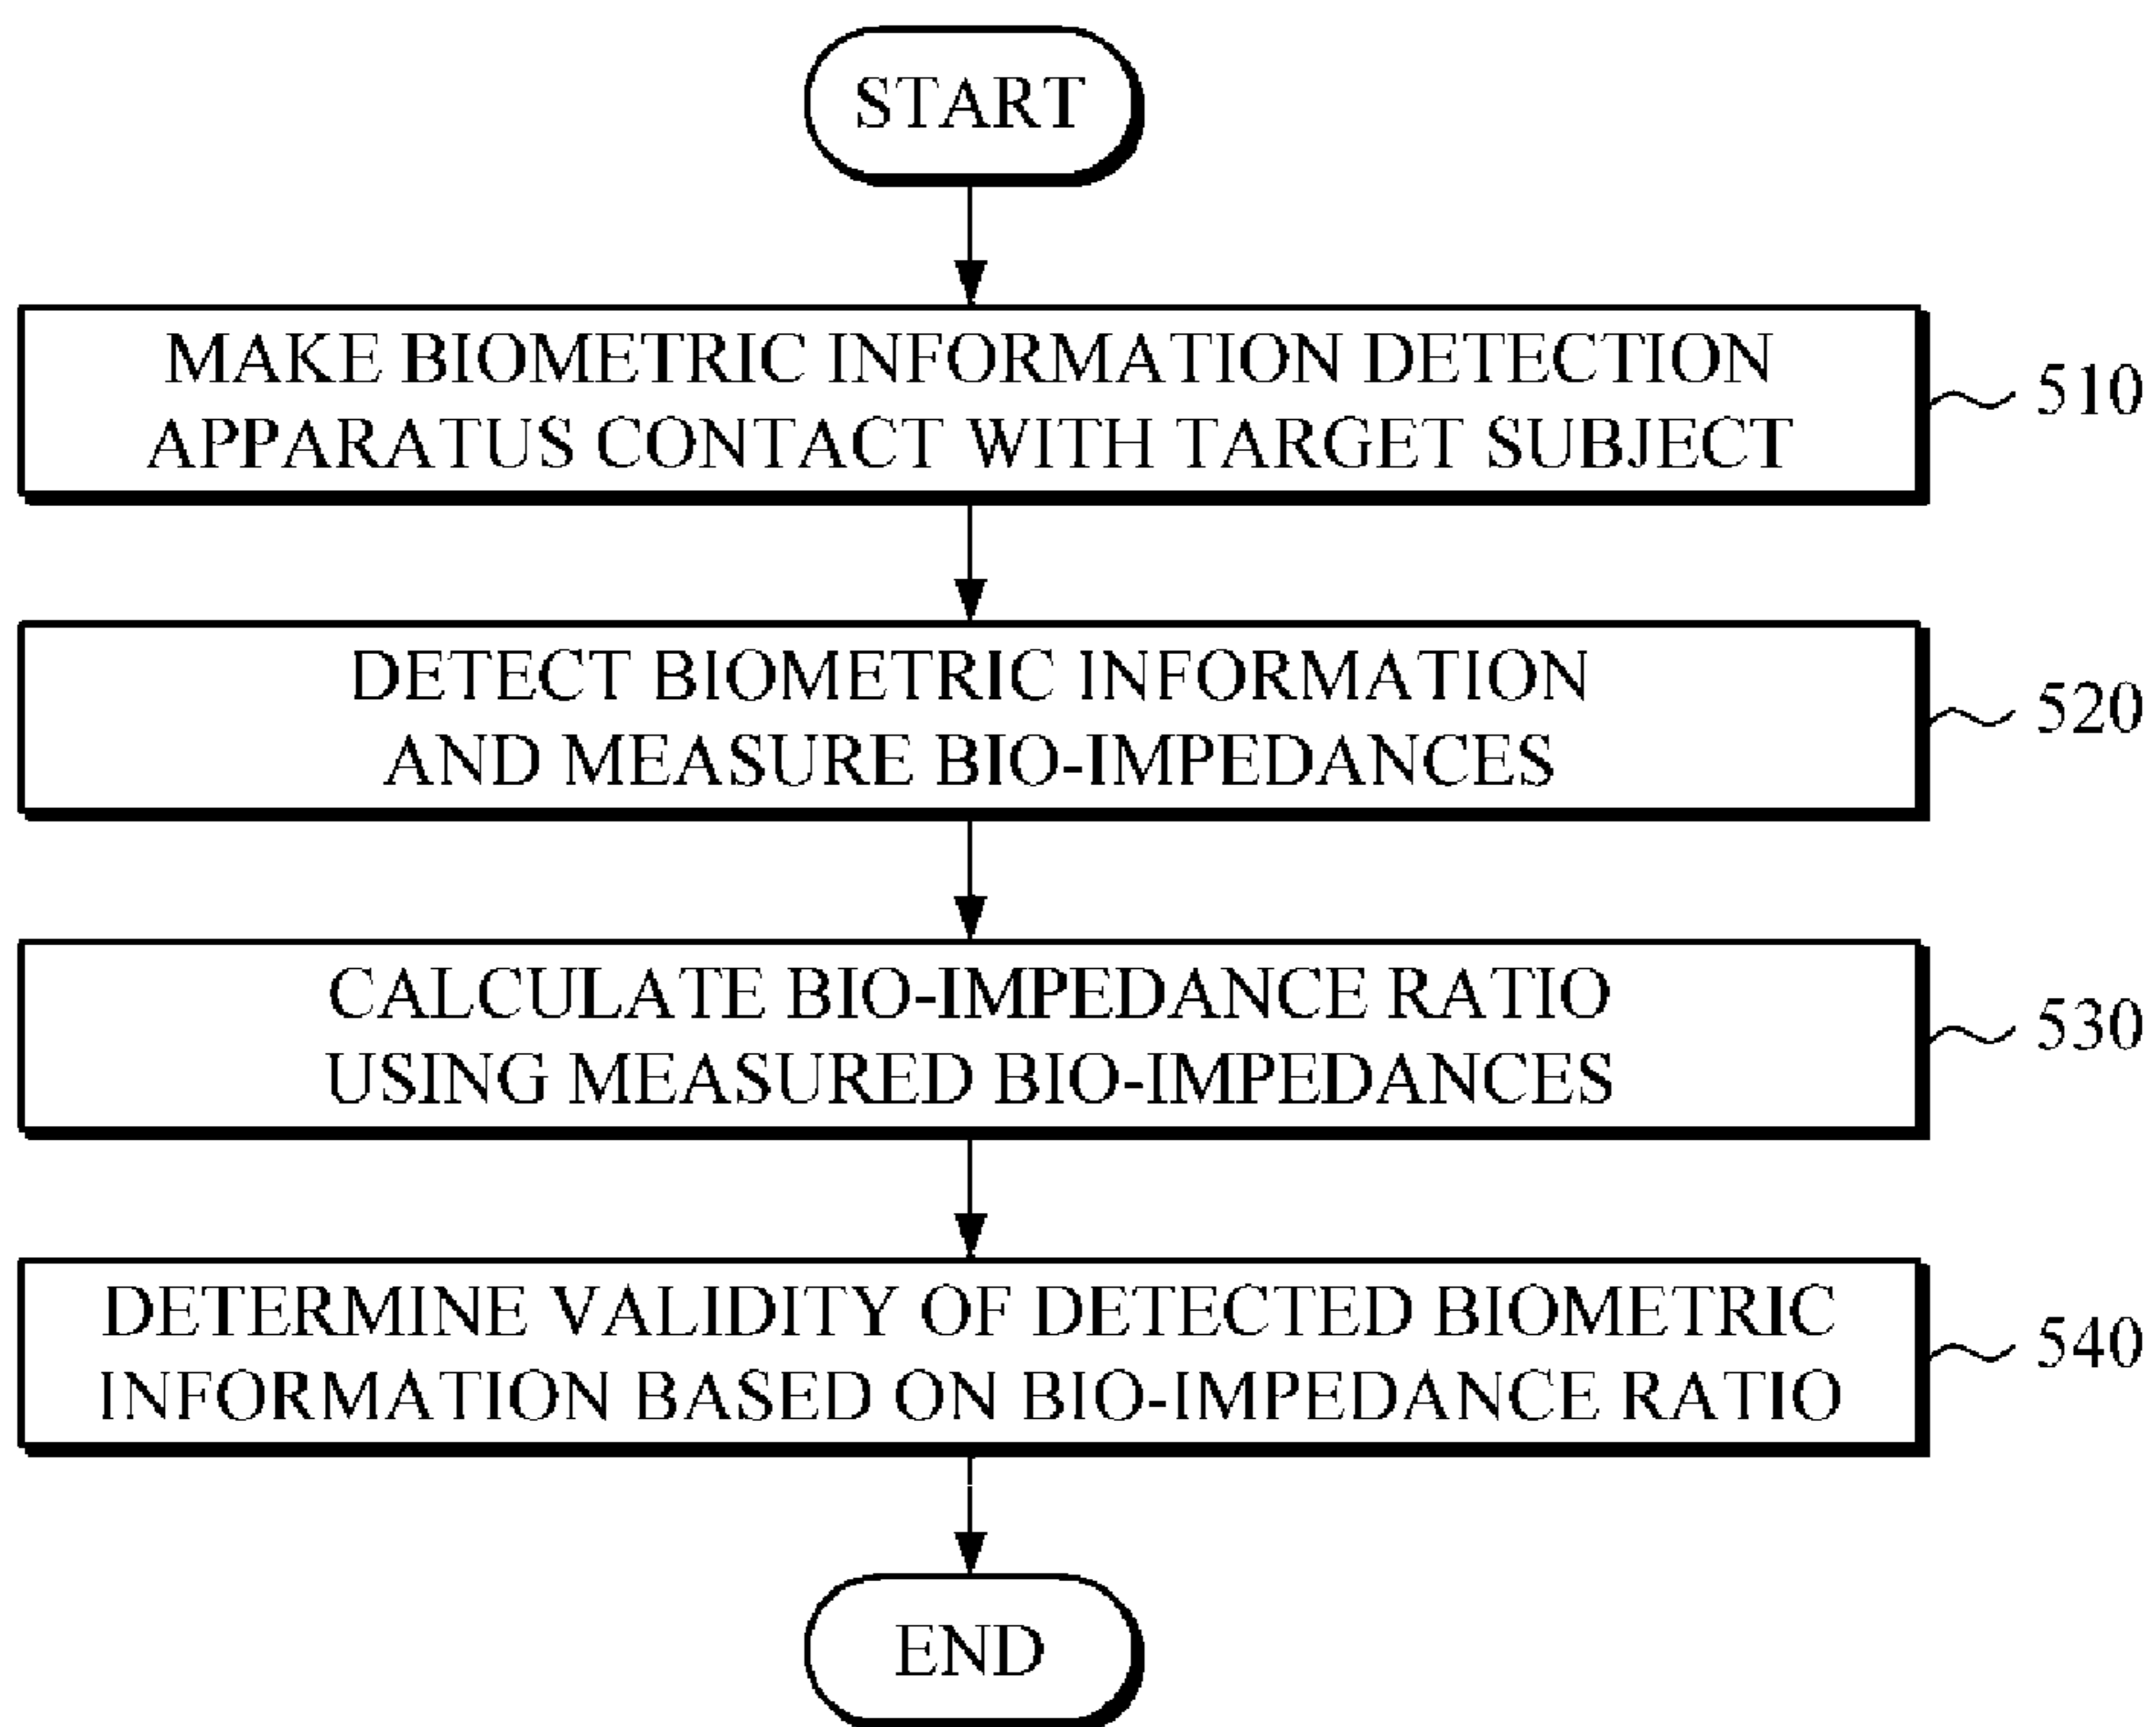 START
MAKE BIOMETRIC INFORMATION DETECTION
APPARATUS CONTACT WITH TARGET SUBJECT
510
DETECT BIOMETRIC INFORMATION
AND MEASURE BIO-IMPEDANCES
520
CALCULATE BIO-IMPEDANCE RATIO
USING MEASURED BIO-IMPEDANCES
530
DETERMINE VALIDITY OF DETECTED BIOMETRIC
INFORMATION BASED ON BIO-IMPEDANCE RATIO
540
END